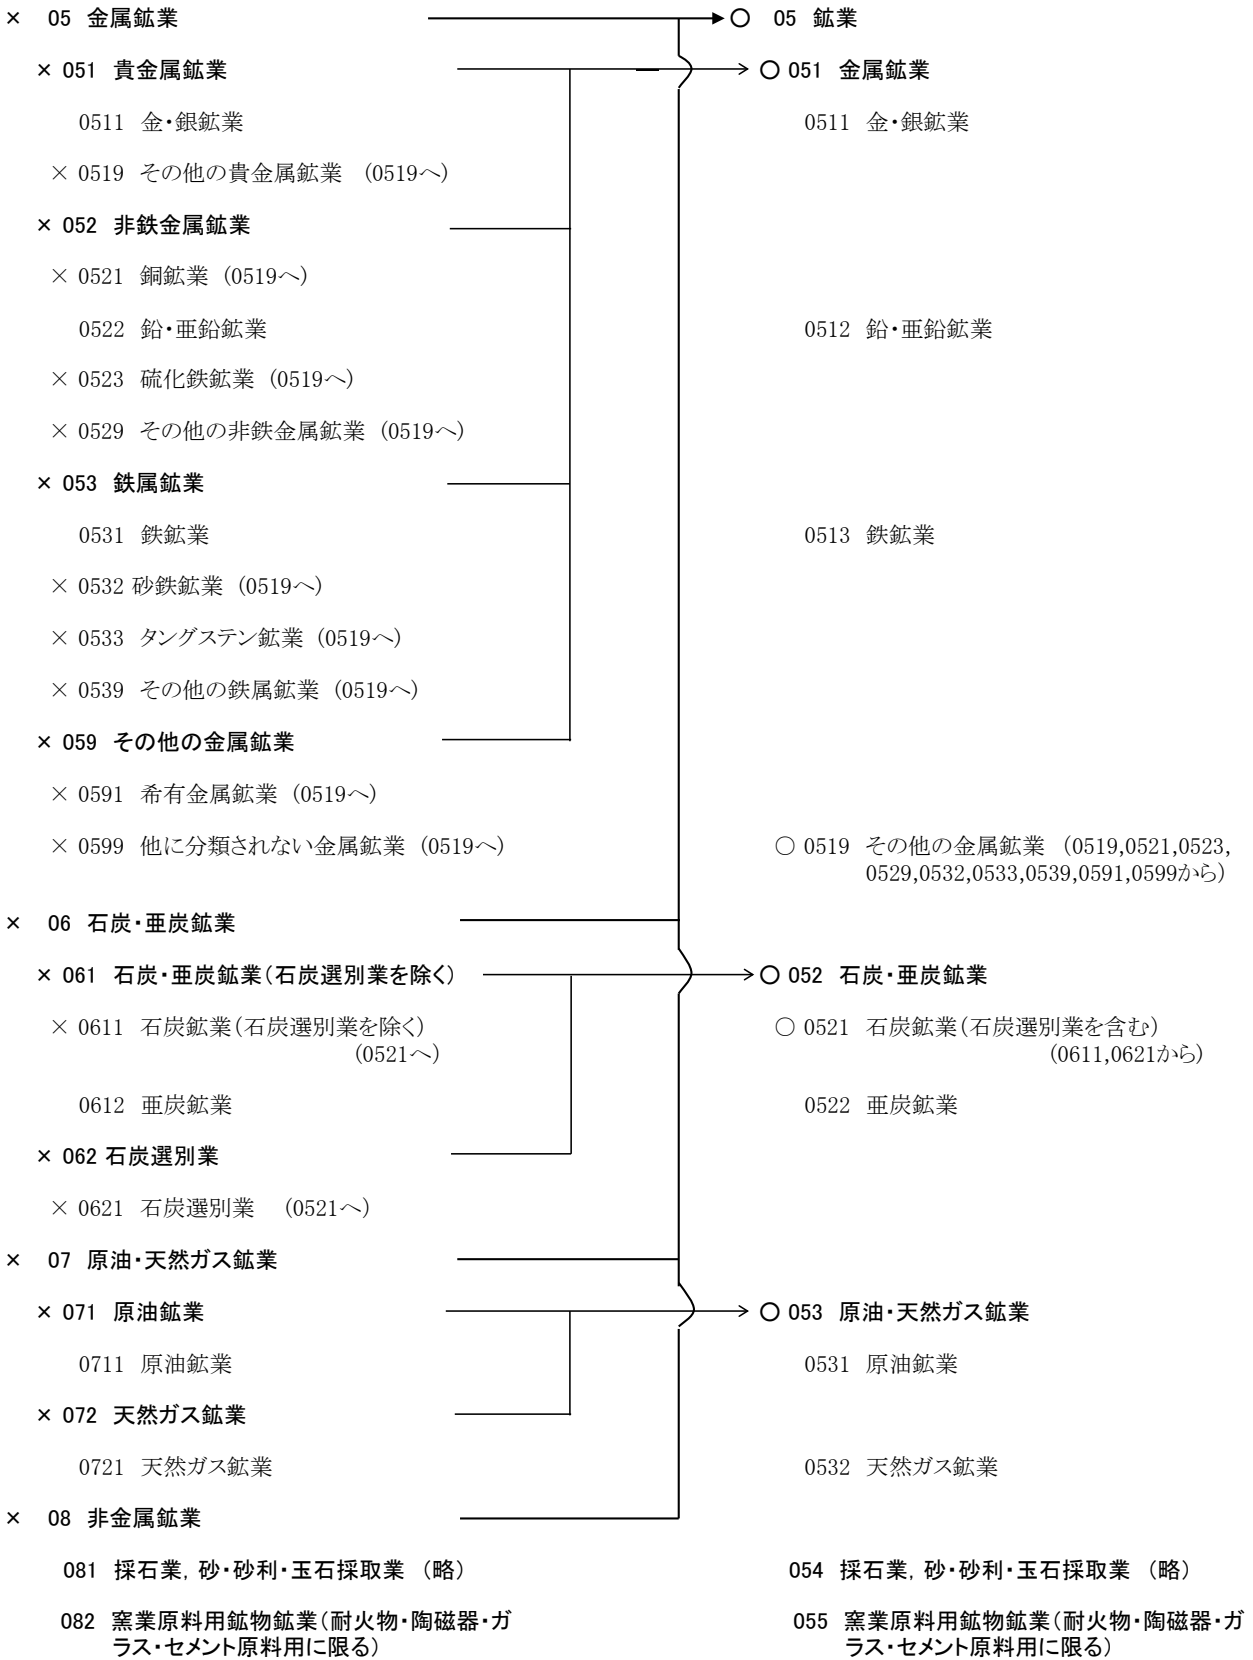 × 05 金属鉱業 ○ 05 鉱業
× 051 貴金属鉱業 ○ 051 金属鉱業
0511 金・銀鉱業 0511 金・銀鉱業
× 0519 その他の貴金属鉱業 (0519へ)
× 052 非鉄金属鉱業
× 0521 銅鉱業 (0519へ)
0522 鉛・亜鉛鉱業 0512 鉛・亜鉛鉱業
× 0523 硫化鉄鉱業 (0519へ)
× 0529 その他の非鉄金属鉱業 (0519へ)
× 053 鉄属鉱業
0531 鉄鉱業 0513 鉄鉱業
× 0532 砂鉄鉱業 (0519へ)
× 0533 タングステン鉱業 (0519へ)
× 0539 その他の鉄属鉱業 (0519へ)
× 059 その他の金属鉱業
× 0591 希有金属鉱業 (0519へ)
× 0599 他に分類されない金属鉱業 (0519へ) ○ 0519 その他の金属鉱業 (0519,0521,0523,
0529,0532,0533,0539,0591,0599から)
× 06 石炭・亜炭鉱業
× 061 石炭・亜炭鉱業(石炭選別業を除く) ○ 052 石炭・亜炭鉱業
× 0611 石炭鉱業(石炭選別業を除く) ○ 0521 石炭鉱業(石炭選別業を含む)
(0521へ) (0611,0621から)
0612 亜炭鉱業 0522 亜炭鉱業
× 062 石炭選別業
× 0621 石炭選別業 (0521へ)
× 07 原油・天然ガス鉱業
× 071 原油鉱業 ○ 053 原油・天然ガス鉱業
0711 原油鉱業 0531 原油鉱業
× 072 天然ガス鉱業
0721 天然ガス鉱業 0532 天然ガス鉱業
× 08 非金属鉱業
081 採石業, 砂・砂利・玉石採取業 (略) 054 採石業, 砂・砂利・玉石採取業 (略)
082 窯業原料用鉱物鉱業(耐火物・陶磁器・ガ 055 窯業原料用鉱物鉱業(耐火物・陶磁器・ガ
ラス・セメント原料用に限る) ラス・セメント原料用に限る)